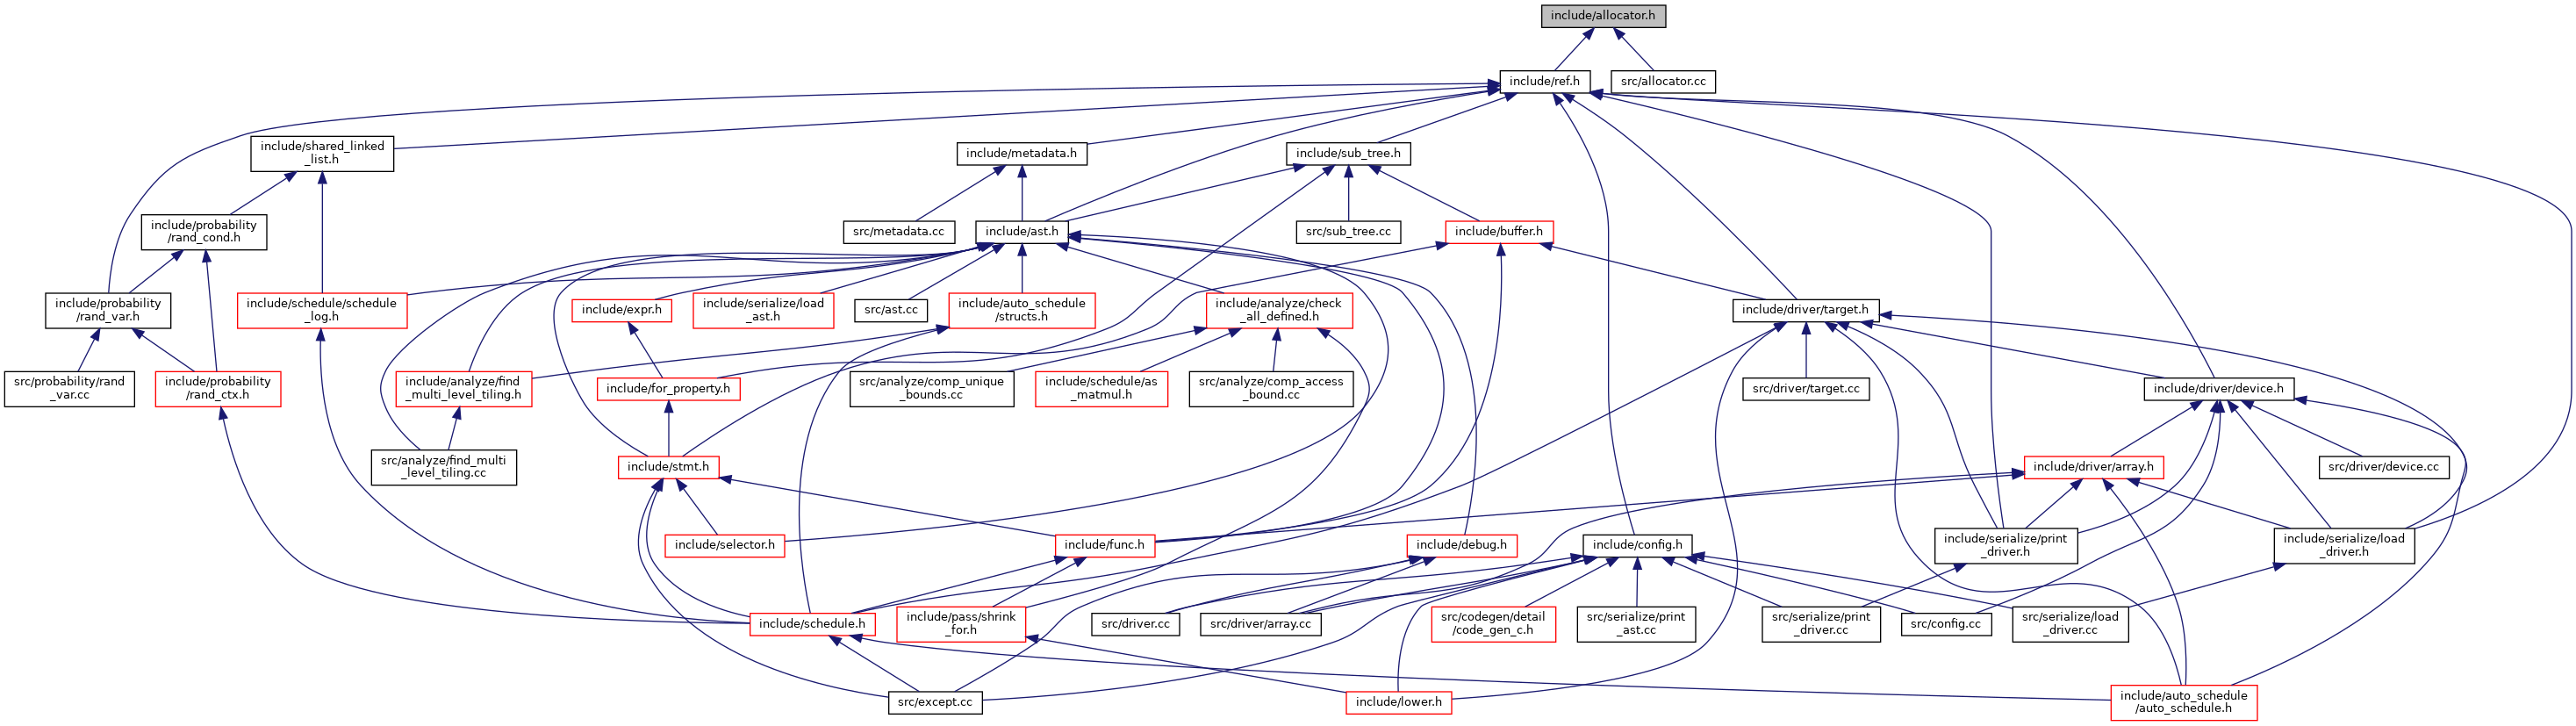 include/allocator.h
include/ref.h
src/allocator.cc
include/shared_linked
_list.h
include/metadata.h
include/sub_tree.h
include/probability
/rand_cond.h
src/metadata.cc
include/ast.h
src/sub_tree.cc
include/buffer.h
include/probability
/rand_var.h
include/schedule/schedule
_log.h
include/expr.h
include/serialize/load
_ast.h
src/ast.cc
include/auto_schedule
/structs.h
include/analyze/check
_all_defined.h
include/driver/target.h
src/probability/rand
_var.cc
include/probability
/rand_ctx.h
include/analyze/find
_multi_level_tiling.h
include/for_property.h
src/analyze/comp_unique
_bounds.cc
include/schedule/as
_matmul.h
src/analyze/comp_access
_bound.cc
src/driver/target.cc
include/driver/device.h
src/analyze/find_multi
_level_tiling.cc
include/stmt.h
include/driver/array.h
src/driver/device.cc
include/selector.h
include/func.h
include/debug.h
include/config.h
include/serialize/print
_driver.h
include/serialize/load
_driver.h
include/schedule.h
include/pass/shrink
_for.h
src/driver.cc
src/driver/array.cc
src/codegen/detail
/code_gen_c.h
src/serialize/print
_ast.cc
src/serialize/print
_driver.cc
src/config.cc
src/serialize/load
_driver.cc
src/except.cc
include/lower.h
include/auto_schedule
/auto_schedule.h